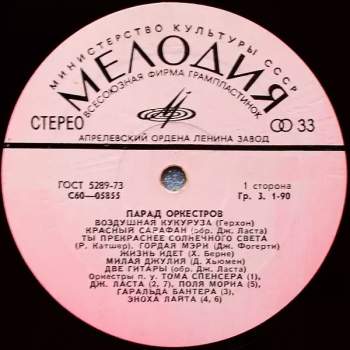 МИНИСТЕРСТВО КУЛЬТУРЫ СССР
МЕЛОДИЯ
ВСЕСОЮЗНАЯ ФИРМА ГРАМПЛАСТИНОК
СТЕРЕО
33
АПРЕЛЕВСКИЙ ОРДЕНА ЛЕНИНА ЗАВОД
ГОСТ 5289-73
С60—05855
1 сторона
Гр. 3. 1-90
ПАРАД ОРКЕСТРОВ
ВОЗДУШНАЯ КУКУРУЗА (Герхон)
КРАСНЫЙ САРАФАН (обр. Дж. Ласта)
ТЫ ПРЕКРАСНЕЕ СОЛНЕЧНОГО СВЕТА
(Р. Катшер). ГОРДАЯ МЭРИ (Дж. Фогерти)
ЖИЗНЬ ИДЕТ (Х. Берне)
МИЛАЯ ДЖУЛИЯ (Д. Хьюмен)
ДВЕ ГИТАРЫ (обр. Дж. Ласта)
Оркестры п. у. ТОМА СПЕНСЕРА (1),
ДЖ. ЛАСТА (2, 7), ПОЛЯ МОРИА (5),
ГАРАЛЬДА БАНТЕРА (3),
ЭНОХА ЛАЙТА (4, 6)